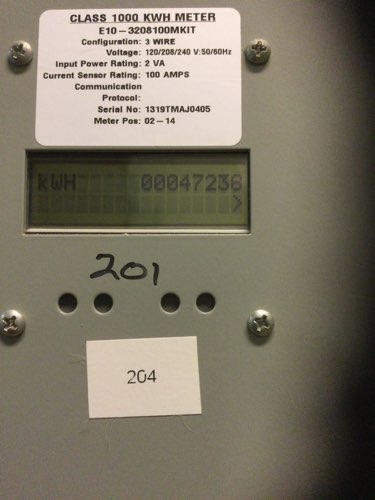 CLASS 1000 KWH METER
E10-3208100MKIT
Configuration: 3 WIRE
Voltage: 120/208/240 V:50/60Hz
Input Power Rating: 2 VA
Current Sensor Rating: 100 AMPS
Communication
Protocol:
Serial No: 1319TMAJ0405
Meter Pos: 02-14
kWH 00047238
>
201
204